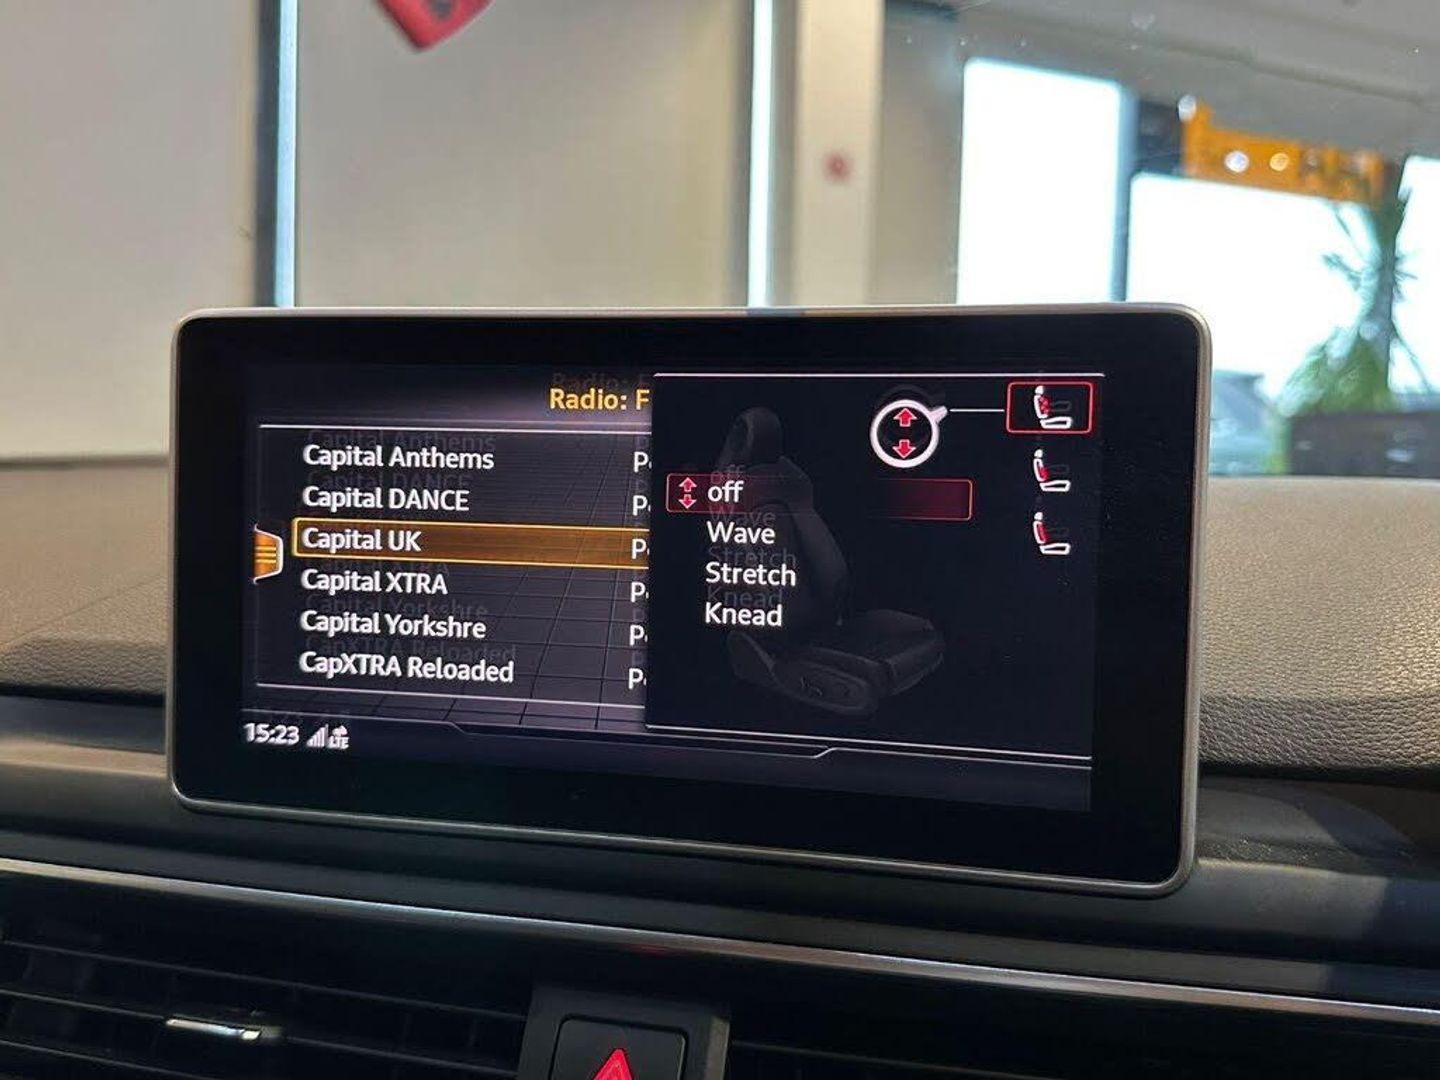 Radio: F
Capital Anthems
Capital DANCE
Capital UK
Capital XTRA
Capital Yorkshre
CapXTRA Reloaded
off
Wave
Stretch
Knead
15:23
LTE